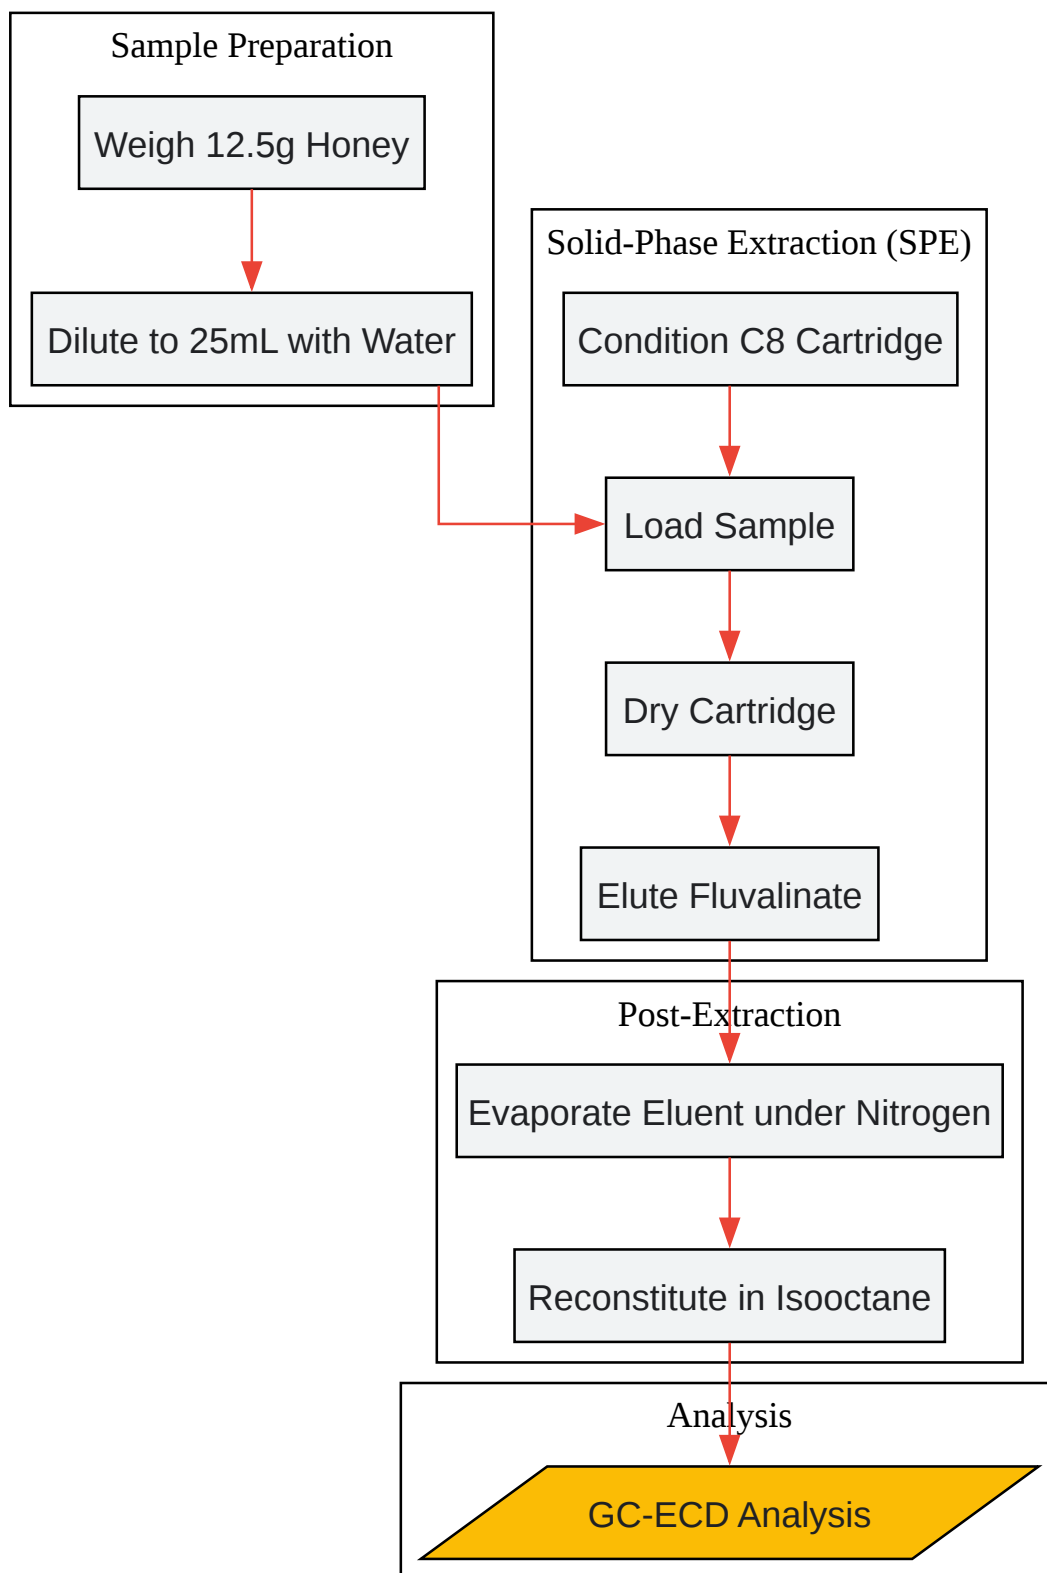 Sample Preparation
Weigh 12.5g Honey
Dilute to 25mL with Water
Solid-Phase Extraction (SPE)
Condition C8 Cartridge
Load Sample
Dry Cartridge
Elute Fluvalinate
Post-Extraction
Evaporate Eluent under Nitrogen
Reconstitute in Isooctane
Analysis
GC-ECD Analysis